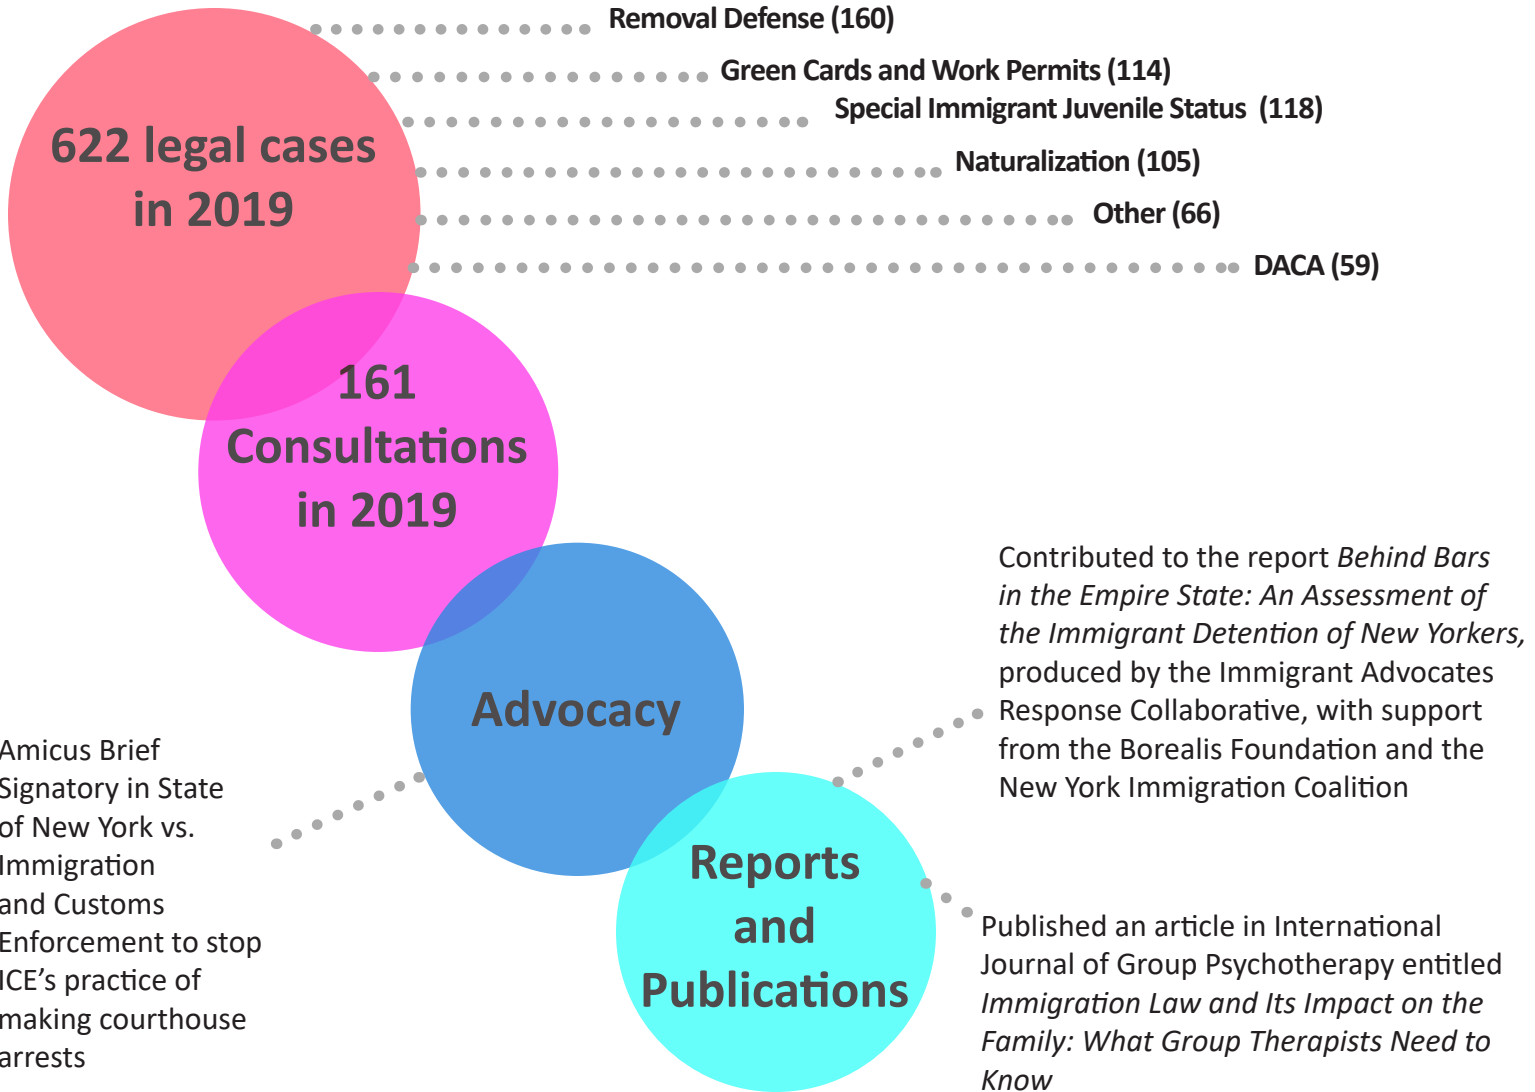 622 legal cases
in 2019
Removal Defense (160)
Green Cards and Work Permits (114)
Special Immigrant Juvenile Status (118)
Naturalization (105)
Other (66)
DACA (59)
161
Consultations
in 2019
Advocacy
Amicus Brief
Signatory in State
of New York vs.
Immigration
and Customs
Enforcement to stop
ICE’s practice of
making courthouse
arrests
Reports
and
Publications
Contributed to the report Behind Bars
in the Empire State: An Assessment of
the Immigrant Detention of New Yorkers,
produced by the Immigrant Advocates
Response Collaborative, with support
from the Borealis Foundation and the
New York Immigration Coalition
Published an article in International
Journal of Group Psychotherapy entitled
Immigration Law and Its Impact on the
Family: What Group Therapists Need to
Know